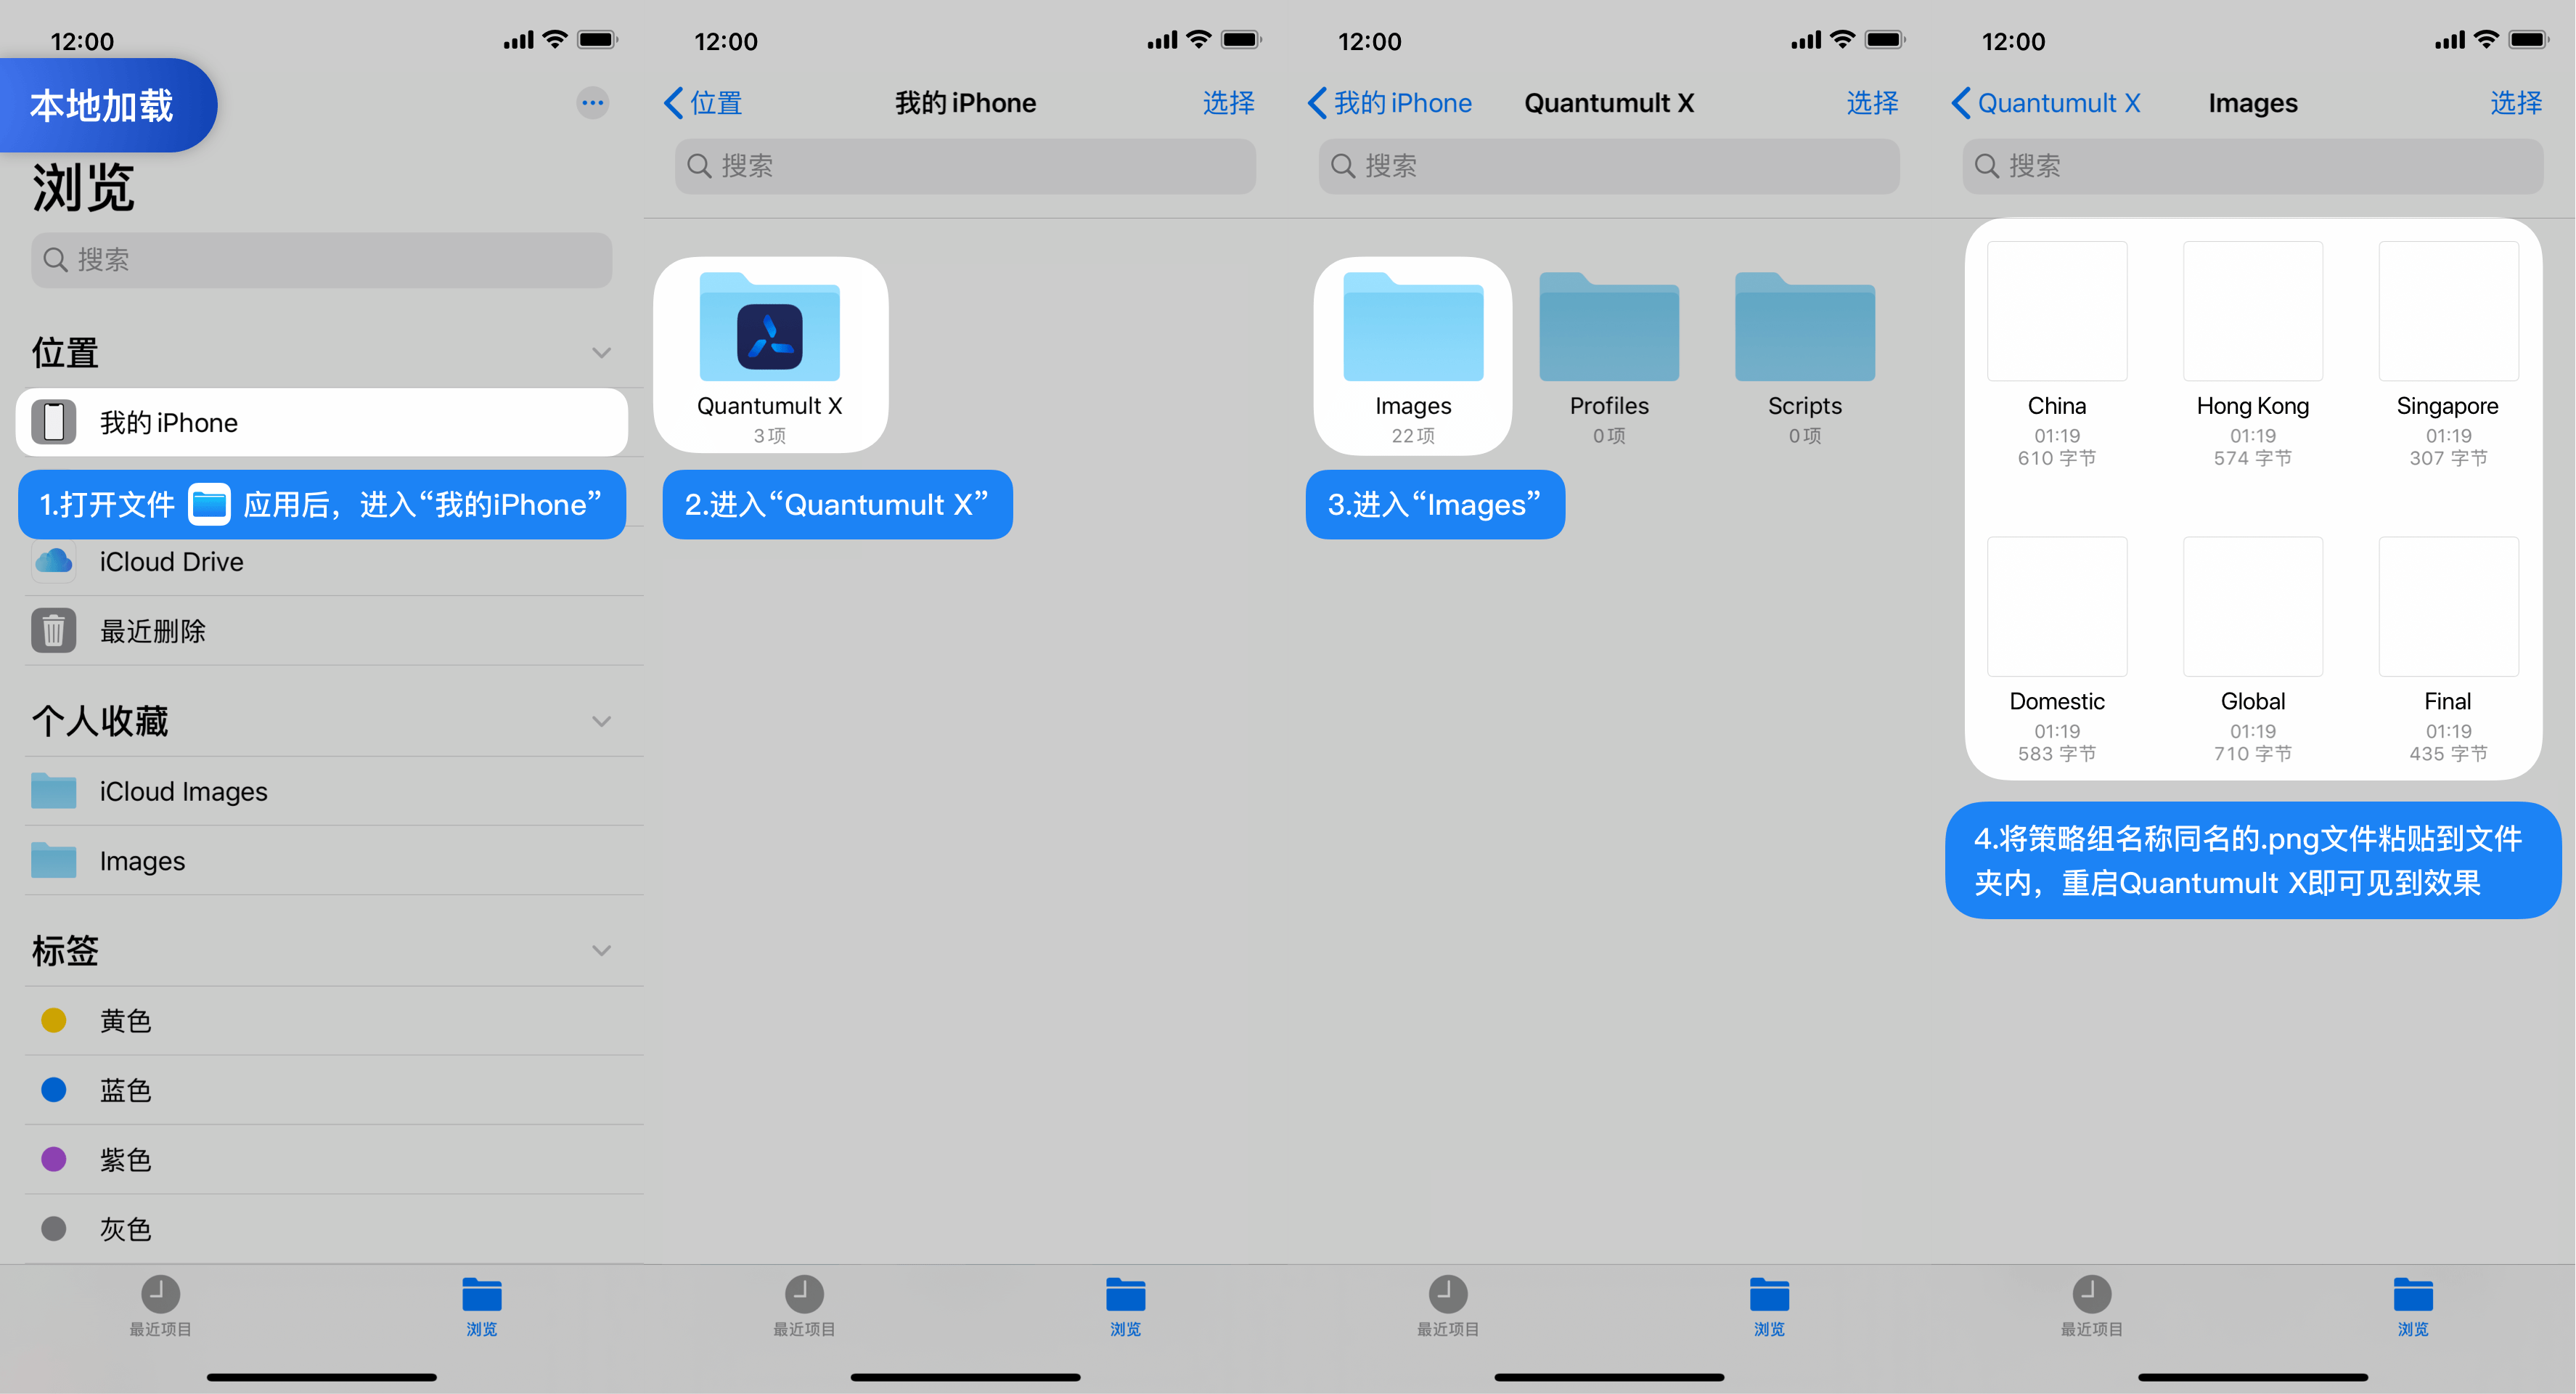 12:00
本地加载
浏览
搜索
位置
我的 iPhone
1.打开文件 应用后，进入“我的iPhone”
iCloud Drive
最近删除
个人收藏
iCloud Images
Images
标签
黄色
蓝色
紫色
灰色
最近项目
浏览
12:00
位置
我的 iPhone
选择
搜索
Quantumult X
3 项
2.进入“Quantumult X”
最近项目
浏览
12:00
我的 iPhone
Quantumult X
选择
搜索
Images
22 项
Profiles
0 项
Scripts
0 项
3.进入“Images”
最近项目
浏览
12:00
Quantumult X
Images
选择
搜索
China
01:19
610 字节
Hong Kong
01:19
574 字节
Singapore
01:19
307 字节
Domestic
01:19
583 字节
Global
01:19
710 字节
Final
01:19
435 字节
4.将策略组名称同名的.png文件粘贴到文件
夹内，重启Quantumult X即可见到效果
最近项目
浏览